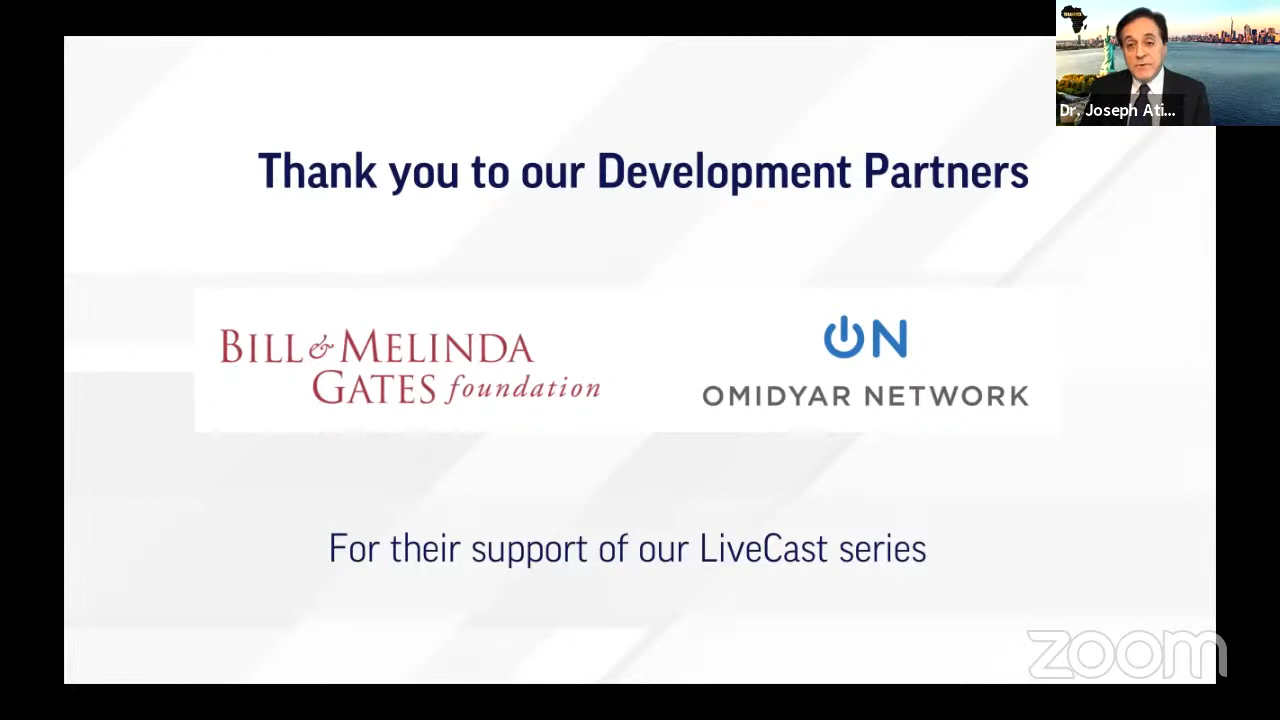 Dr. Joseph Ati...
Thank you to our Development Partners
BILL & MELINDA
GATES foundation
ON
OMIDYAR NETWORK
For their support of our LiveCast series
zoom